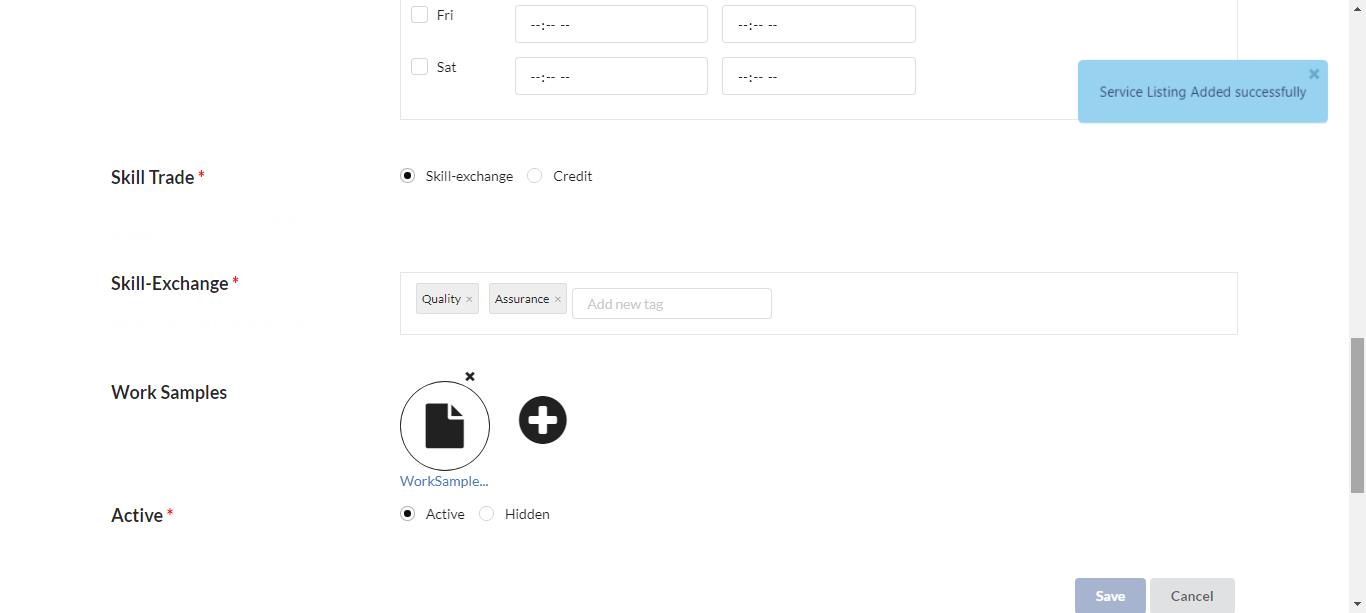 Fri --:-- -- --:-- --
Sat --:-- -- --:-- --
×
Service Listing Added successfully
Skill Trade * Skill-exchange Credit
Skill-Exchange * Quality × Assurance × Add new tag
Work Samples
WorkSample...
Active * Active Hidden
Save Cancel